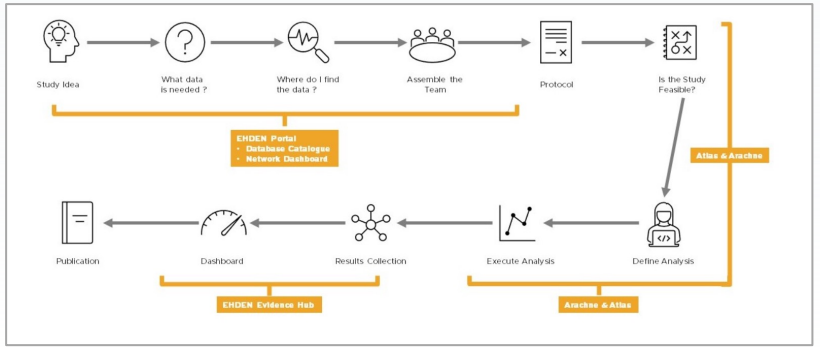 Study Idea
What data
is needed ?
Where do I find
the data ?
Assemble the
Team
Protocol
Is the Study
Feasible?
EHDEN Portal
• Database Catalogue
• Network Dashboard
Atlas & Arachne
Publication
Dashboard
Results Collection
Execute Analysis
Define Analysis
EHDEN Evidence Hub
Arachne & Atlas